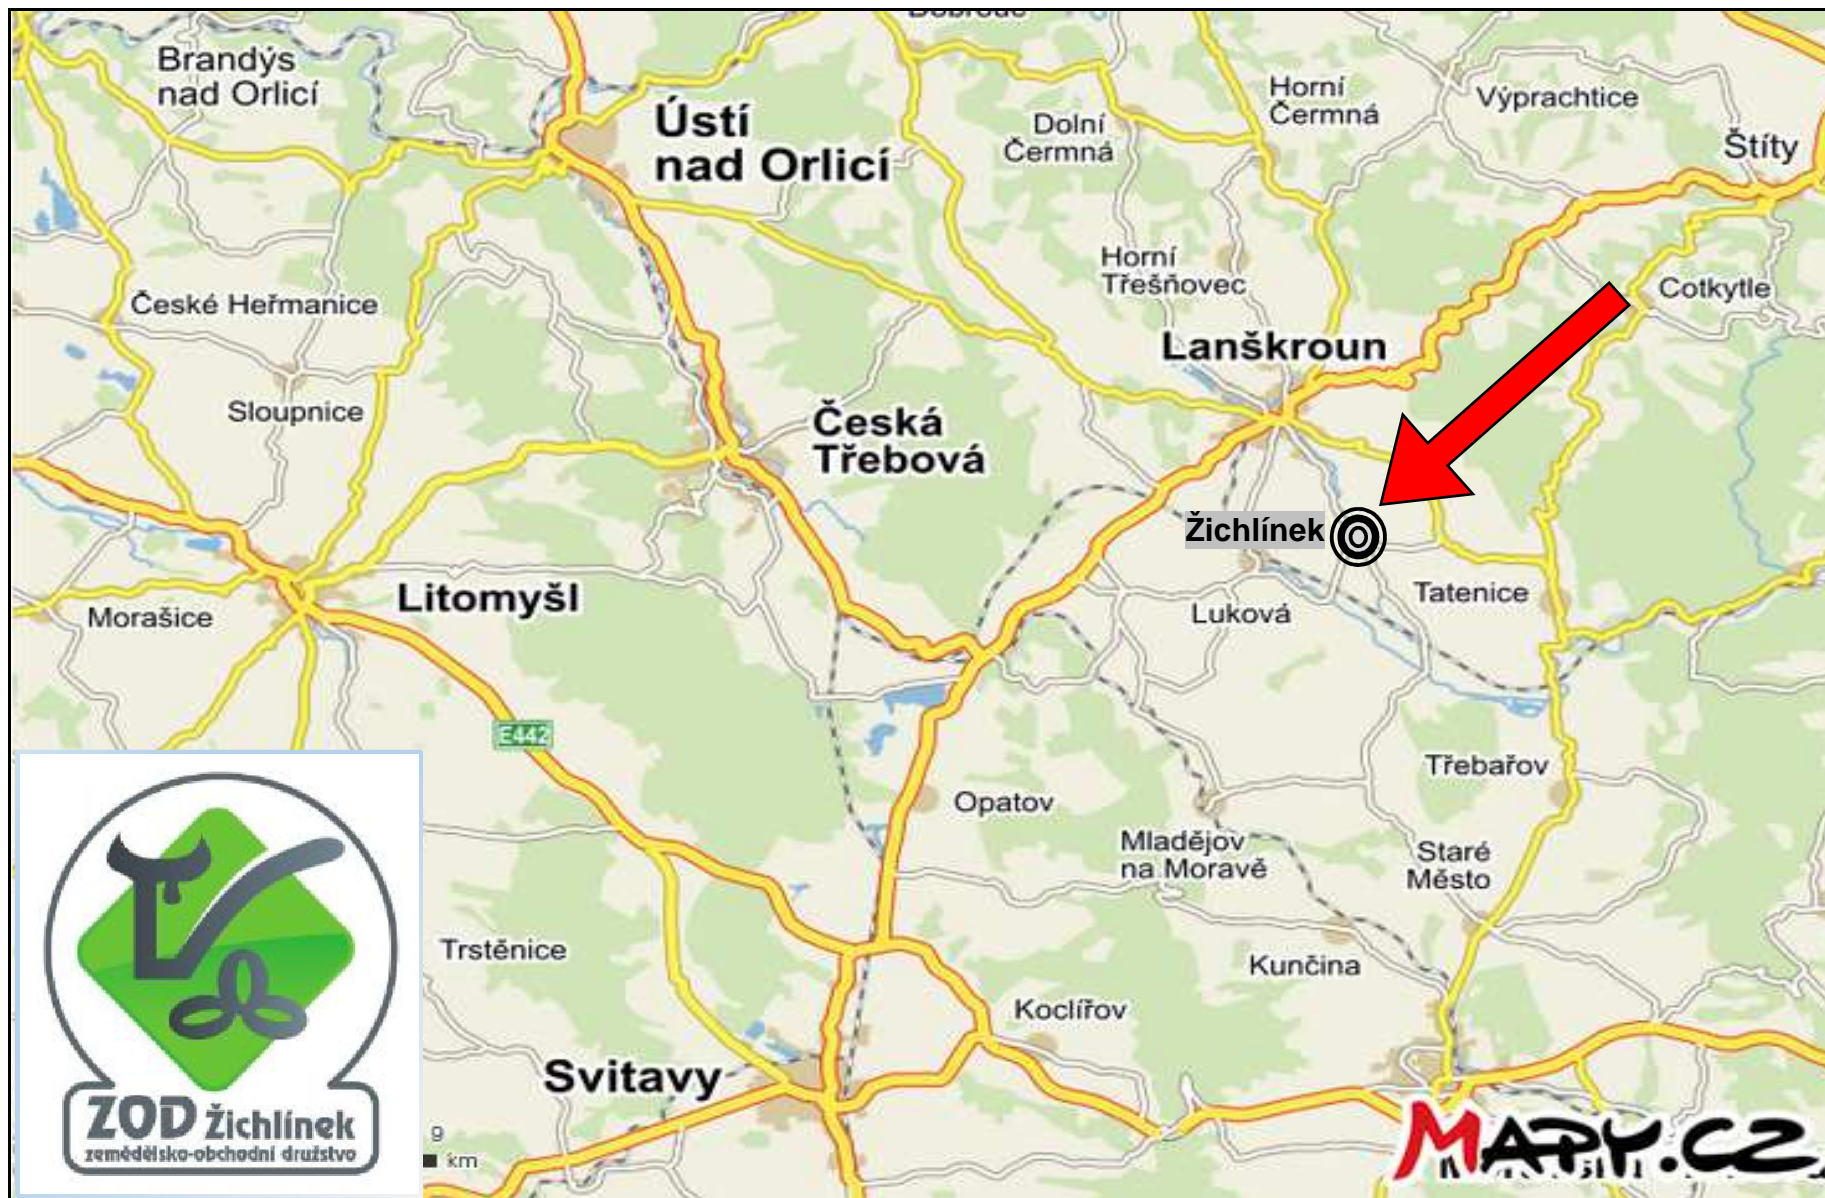 Brandýs
nad Orlicí
Ústí
nad Orlicí
Dolní
Čermná
Horní
Čermná
Výprachtice
Štíty
České Heřmanice
Horní
Třešňovec
Cotkytle
Lanškroun
Sloupnice
Česká
Třebová
Žichlínek
Litomyšl
Morašice
Luková
Tatenice
E442
Třebařov
Opatov
Mladějov
na Moravě
Staré
Město
Trstěnice
Kunčina
Koclířov
Svitavy
ZOD Žichlínek
zemědělsko-obchodní družstvo
9
km
MAPY.CZ